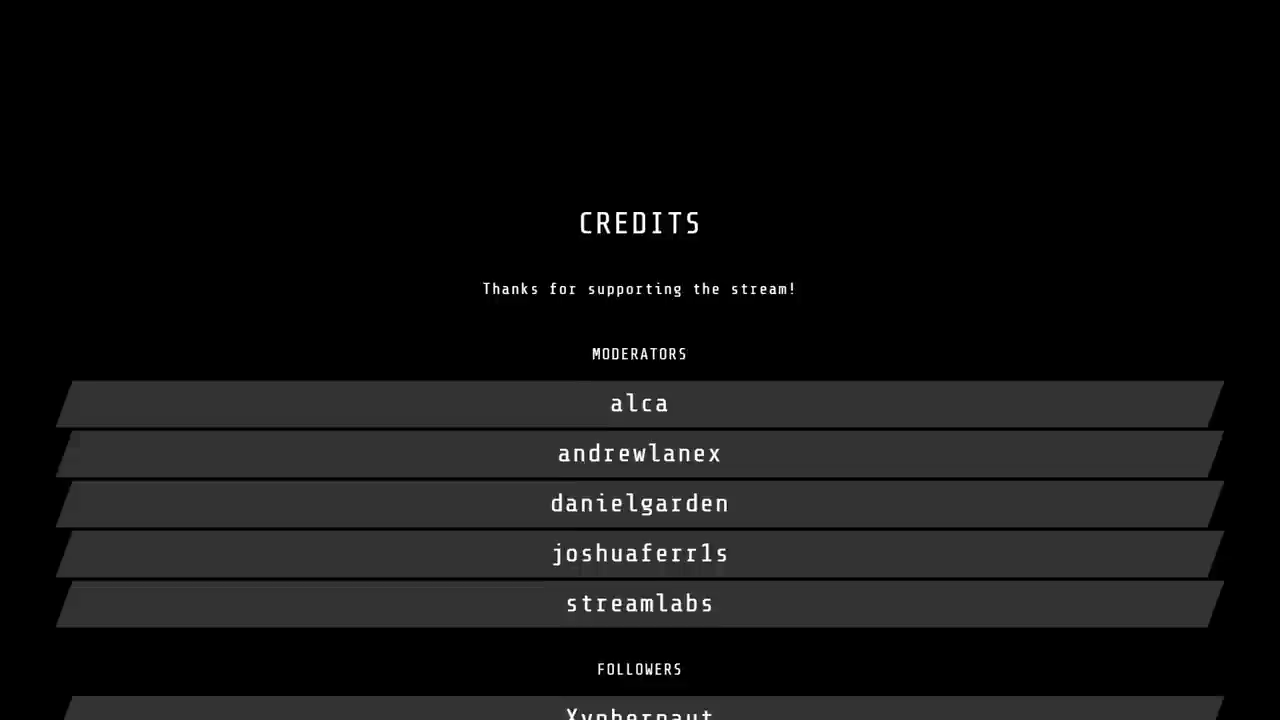 CREDITS
Thanks for supporting the stream!
MODERATORS
alca
andrewlanex
danielgarden
joshuaferr1s
streamlabs
FOLLOWERS